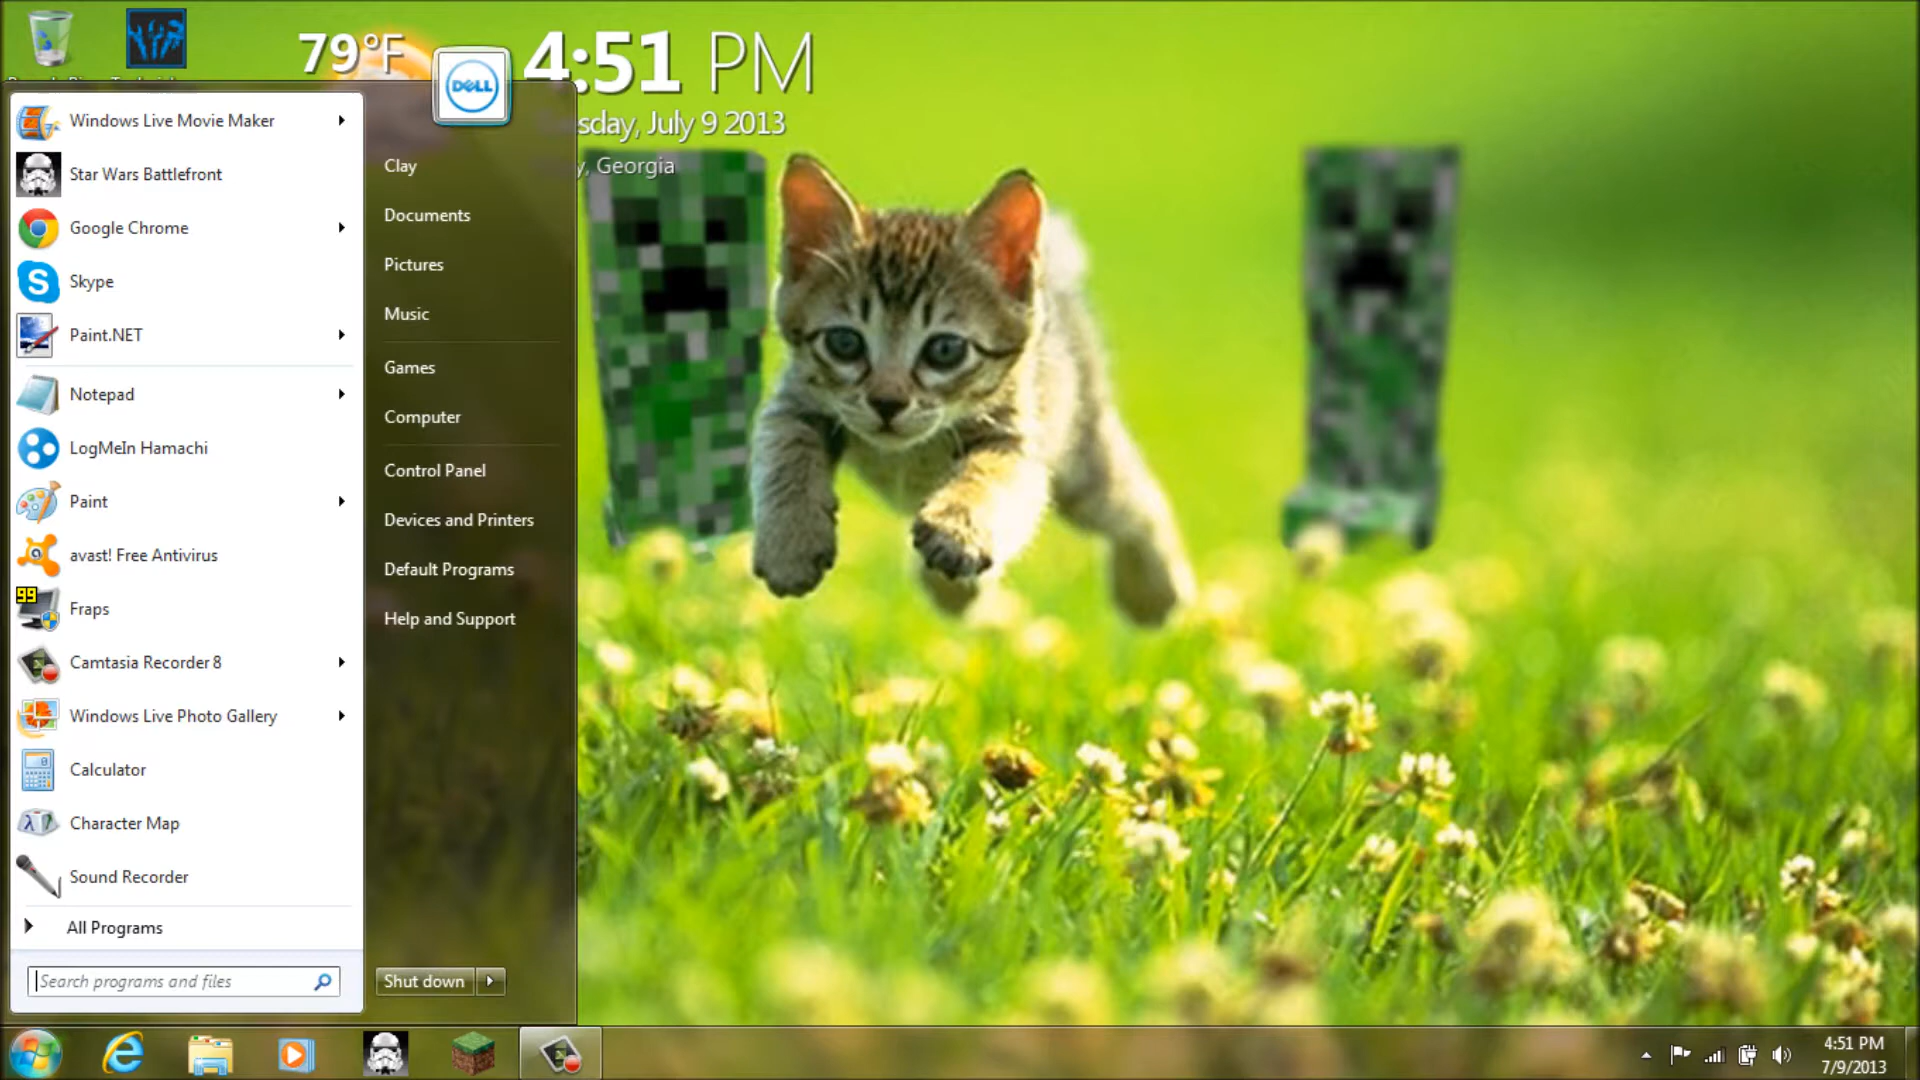 79°F
4:51 PM
sday, July 9 2013
y, Georgia
DELL
Windows Live Movie Maker
Star Wars Battlefront
Google Chrome
Skype
Paint.NET
Notepad
LogMeIn Hamachi
Paint
avast! Free Antivirus
99
Fraps
Camtasia Recorder 8
Windows Live Photo Gallery
Calculator
Character Map
Sound Recorder
All Programs
Search programs and files
Clay
Documents
Pictures
Music
Games
Computer
Control Panel
Devices and Printers
Default Programs
Help and Support
Shut down
4:51 PM
7/9/2013